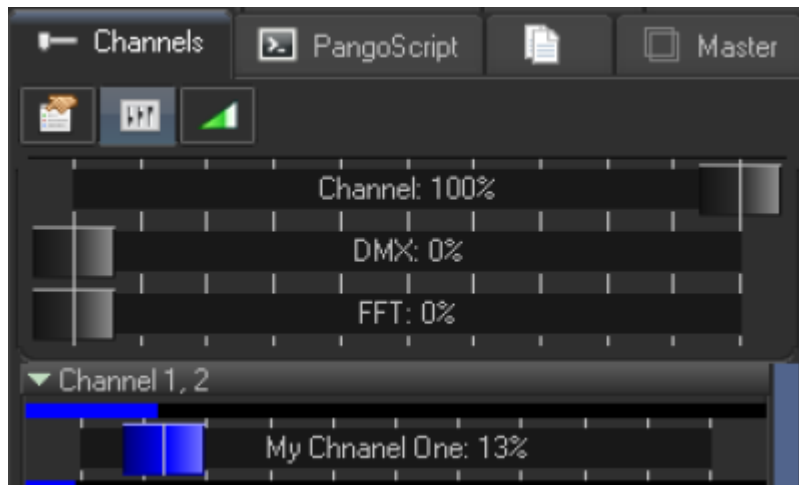 Channels
PangoScript
Master
Channel: 100%
DMX: 0%
FFT: 0%
Channel 1, 2
My Chnanel One: 13%